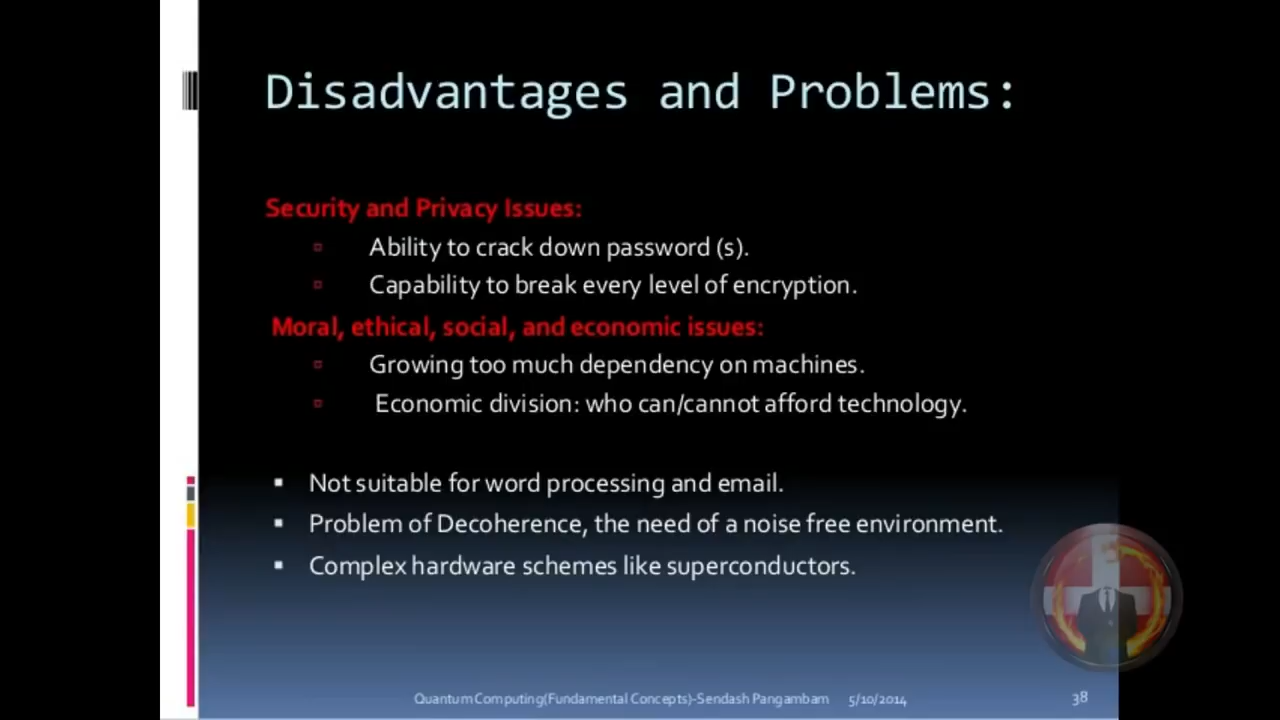 Disadvantages and Problems:
Security and Privacy Issues:
Ability to crack down password (s).
Capability to break every level of encryption.
Moral, ethical, social, and economic issues:
Growing too much dependency on machines.
Economic division: who can/cannot afford technology.
Not suitable for word processing and email.
Problem of Decoherence, the need of a noise free environment.
Complex hardware schemes like superconductors.
Quantum Computing(Fundamental Concepts)-Sendash Pangambam 5/10/2014 38